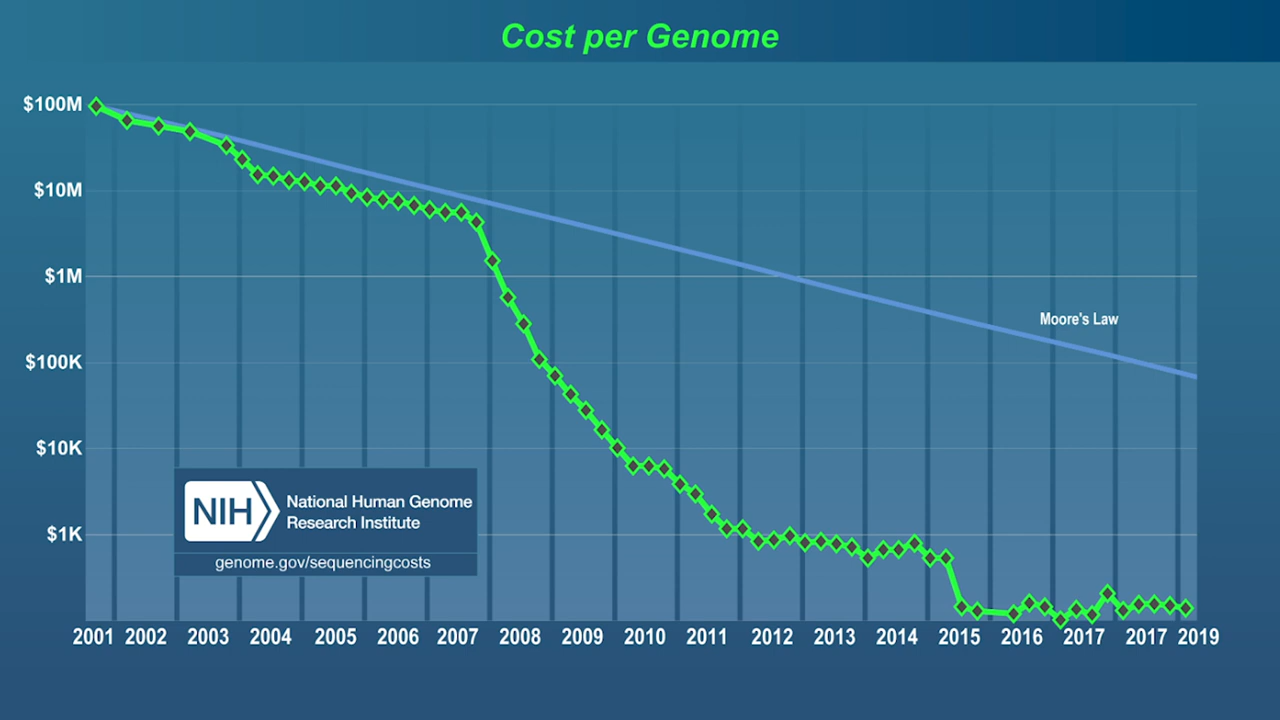 Cost per Genome
$100M
$10M
$1M
$100K
$10K
$1K
Moore's Law
NIH
National Human Genome
Research Institute
genome.gov/sequencingcosts
2001 2002 2003 2004 2005 2006 2007 2008 2009 2010 2011 2012 2013 2014 2015 2016 2017 2017 2019